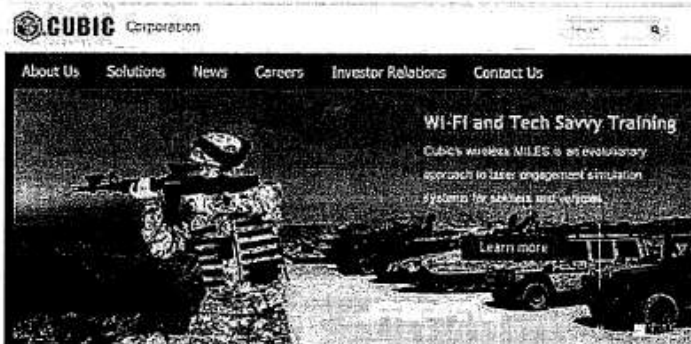 CUBIC Corporation
About Us Solutions News Careers Investor Relations Contact Us
Wi-Fi and Tech Savvy Training
Cubic's wireless MILES is an evolutionary
approach to laser engagement simulation
systems for soldiers and vehicles.
Learn more